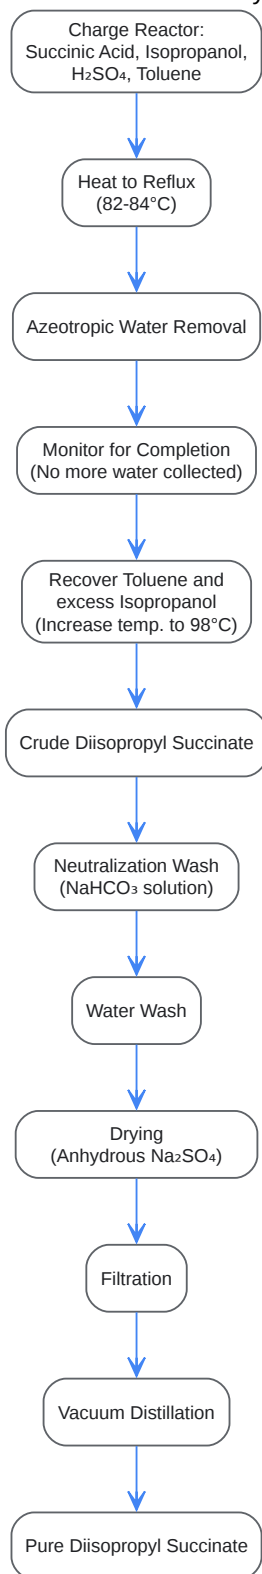 Charge Reactor:
Succinic Acid, Isopropanol,
H₂SO₄, Toluene
Heat to Reflux
(82-84°C)
Azeotropic Water Removal
Monitor for Completion
(No more water collected)
Recover Toluene and
excess Isopropanol
(Increase temp. to 98°C)
Crude Diisopropyl Succinate
Neutralization Wash
(NaHCO₃ solution)
Water Wash
Drying
(Anhydrous Na₂SO₄)
Filtration
Vacuum Distillation
Pure Diisopropyl Succinate